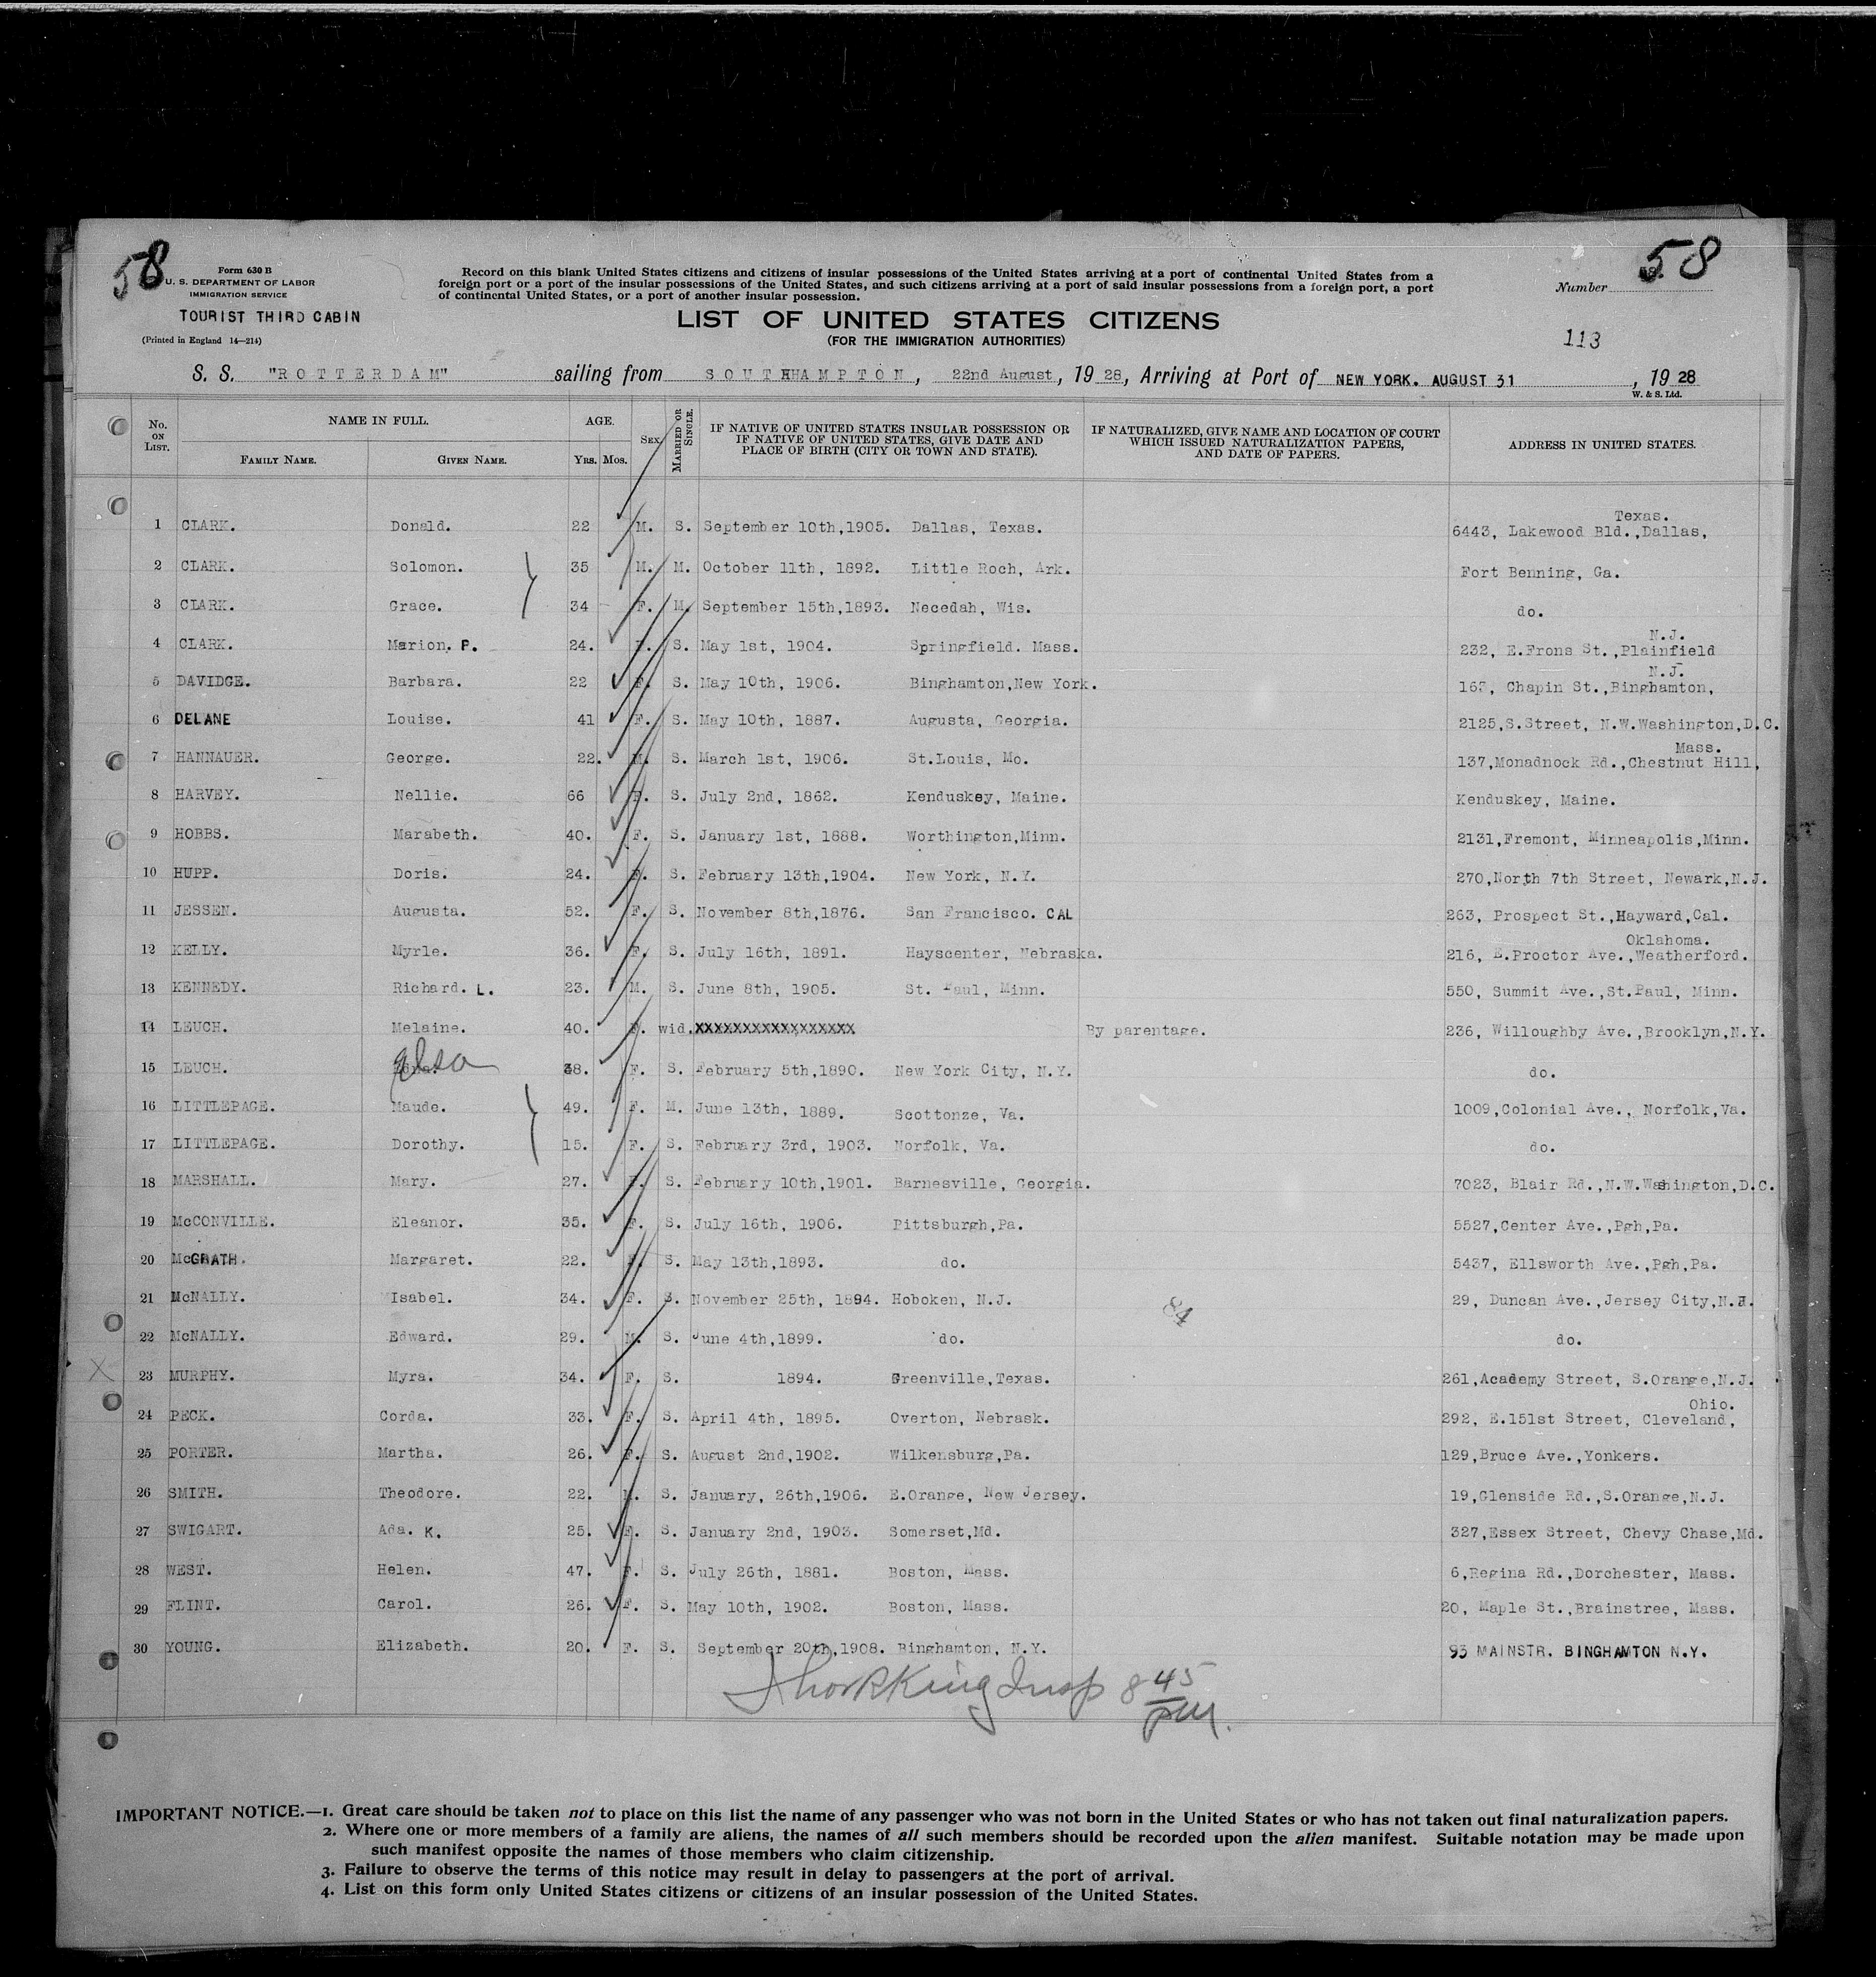 58
58
Form 630 B
U. S. DEPARTMENT OF LABOR
IMMIGRATION SERVICE
TOURIST THIRD CABIN
(Printed in England 14—214)
Record on this blank United States citizens and citizens of insular possessions of the United States arriving at a port of continental United States from a
foreign port or a port of the insular possessions of the United States, and such citizens arriving at a port of said insular possessions from a foreign port, a port
of continental United States, or a port of another insular possession.
Number
LIST OF UNITED STATES CITIZENS
(FOR THE IMMIGRATION AUTHORITIES)
113
S. S. "ROTTERDAM" sailing from SOUTHHAMPTON, 22nd August, 19 28, Arriving at Port of NEW YORK. AUGUST 31, 19 28
W. & S. Ltd.
No. ON LIST. NAME IN FULL. AGE. SEX. MARRIED OR SINGLE. IF NATIVE OF UNITED STATES INSULAR POSSESSION OR IF NATIVE OF UNITED STATES, GIVE DATE AND PLACE OF BIRTH (CITY OR TOWN AND STATE). IF NATURALIZED, GIVE NAME AND LOCATION OF COURT WHICH ISSUED NATURALIZATION PAPERS, AND DATE OF PAPERS. ADDRESS IN UNITED STATES.
FAMILY NAME. GIVEN NAME. YRS. MOS.
1 CLARK. Donald. 22 M. S. September 10th,1905. Dallas, Texas. 6443, Lakewood Bld.,Dallas, Texas.
2 CLARK. Solomon. 35 M. M. October 11th, 1892. Little Roch, Ark. Fort Benning, Ga.
3 CLARK. Grace. 34 F. M. September 15th,1893. Necedah, Wis. do.
4 CLARK. Marion. P. 24. F. S. May 1st, 1904. Springfield. Mass. 232, E.Frons St.,Plainfield N.J.
5 DAVIDGE. Barbara. 22 F. S. May 10th, 1906. Binghamton,New York. Chapin St.,Binghamton, N.J.
6 DELANE Louise. 41 F. S. May 10th, 1887. Augusta, Georgia. 2125,S.Street, N.W.Washington,D.C.
7 HANNAUER. George. 22. M. S. March 1st, 1906. St.Louis, Mo. 137,Monadnock Rd.,Chestnut Hill, Mass.
8 HARVEY. Nellie. 66 F. S. July 2nd, 1862. Kenduskey, Maine. Kenduskey, Maine.
9 HOBBS. Marabeth. 40. F. S. January 1st, 1888. Worthington,Minn. 2131,Fremont, Minneapolis,Minn.
10 HUPP. Doris. 24. F. S. February 13th,1904. New York, N.Y. 270,North 7th Street, Newark,N.J.
11 JESSEN. Augusta. 52. F. S. November 8th,1876. San Francisco. CAL 263, Prospect St.,Hayward,Cal.
12 KELLY. Myrle. 36. F. S. July 16th, 1891. Hayscenter, Nebraska. 216, E.Proctor Ave.,Weatherford. Oklahoma.
13 KENNEDY. Richard. L. 23. M. S. June 8th, 1905. St. Paul, Minn. 550, Summit Ave.,St.Paul, Minn.
14 LEUCH. Melaine. 40. F. wid. XXXXXXXXXXXXXXXXX By parentage. 236, Willoughby Ave.,Brooklyn,N.Y.
15 LEUCH. Elsa 38. F. S. February 5th,1890. New York City, N.Y. do.
16 LITTLEPAGE. Maude. 49. F. M. June 13th, 1889. Scottonze, Va. 1009,Colonial Ave., Norfolk,Va.
17 LITTLEPAGE. Dorothy. 15. F. S. February 3rd, 1903. Norfolk, Va. do.
18 MARSHALL. Mary. 27. F. S. February 10th,1901. Barnesville, Georgia. 7023, Blair Rd.,N.W.Washington,D.C.
19 McCONVILLE. Eleanor. 35. F. S. July 16th, 1906. Pittsburgh,Pa. 5527,Center Ave.,Pgh,Pa.
20 McGRATH. Margaret. 22. F. S. May 13th,1893. do. 5437, Ellsworth Ave.,Pgh,Pa.
21 McNALLY. Isabel. 34. F. S. November 25th, 1894. Hoboken, N.J. 29, Duncan Ave.,Jersey City,N.J.
84
22 McNALLY. Edward. 29. M. S. June 4th,1899. do. do.
X 23 MURPHY. Myra. 34. F. S. 1894. Greenville,Texas. 261,Academy Street, S.Orange,N.J.
24 PECK. Corda. 33. F. S. April 4th, 1895. Overton, Nebrask. 292, E.151st Street, Cleveland, Ohio.
25 PORTER. Martha. 26. F. S. August 2nd,1902. Wilkensburg,Pa. 129,Bruce Ave.,Yonkers.
26 SMITH. Theodore. 22. M. S. January, 26th,1906. E.Orange, New Jersey. 19,Glenside Rd.,S.Orange,N.J.
27 SWIGART. Ada. K. 25. F. S. January 2nd, 1903. Somerset,Md. 327,Essex Street, Chevy Chase,Md.
28 WEST. Helen. 47. F. S. July 26th, 1881. Boston, Mass. 6,Regina Rd.,Dorchester, Mass.
29 FLINT. Carol. 26. F. S. May 10th, 1902. Boston, Mass. 20, Maple St.,Brainstree, Mass.
30 YOUNG. Elizabeth. 20. F. S. September 20th,1908. Binghamton, N.Y. 93 MAINSTR. BINGHAMTON N.Y.
King Insp 8 45 PM.
IMPORTANT NOTICE.—1. Great care should be taken not to place on this list the name of any passenger who was not born in the United States or who has not taken out final naturalization papers.
2. Where one or more members of a family are aliens, the names of all such members should be recorded upon the alien manifest. Suitable notation may be made upon
such manifest opposite the names of those members who claim citizenship.
3. Failure to observe the terms of this notice may result in delay to passengers at the port of arrival.
4. List on this form only United States citizens or citizens of an insular possession of the United States.